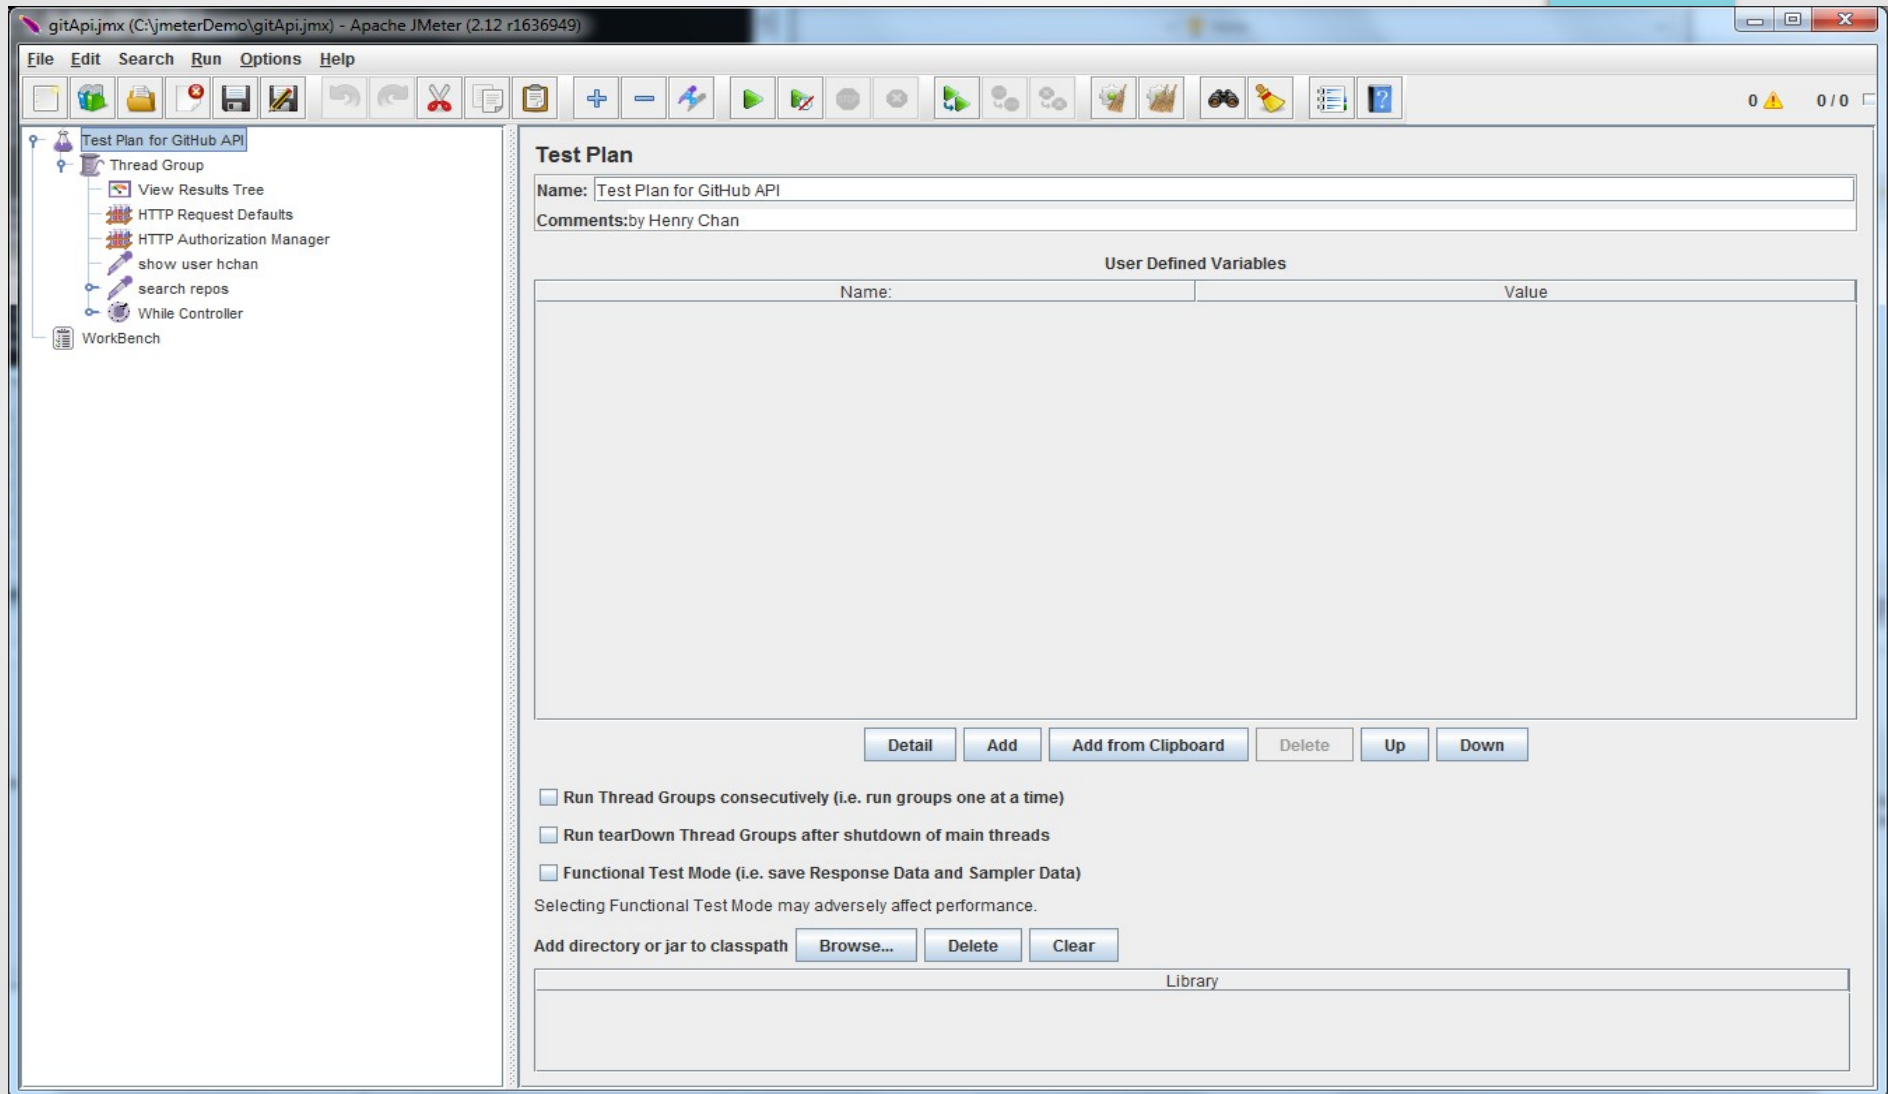 gitApi.jmx (C:\jmeterDemo\gitApi.jmx) - Apache JMeter (2.12 r1636949)
File Edit Search Run Options Help
0 0 / 0
Test Plan for GitHub API
Thread Group
View Results Tree
HTTP Request Defaults
HTTP Authorization Manager
show user hchan
search repos
While Controller
WorkBench
Test Plan
Name: Test Plan for GitHub API
Comments:by Henry Chan
User Defined Variables
Name: Value
Detail Add Add from Clipboard Delete Up Down
Run Thread Groups consecutively (i.e. run groups one at a time)
Run tearDown Thread Groups after shutdown of main threads
Functional Test Mode (i.e. save Response Data and Sampler Data)
Selecting Functional Test Mode may adversely affect performance.
Add directory or jar to classpath Browse... Delete Clear
Library